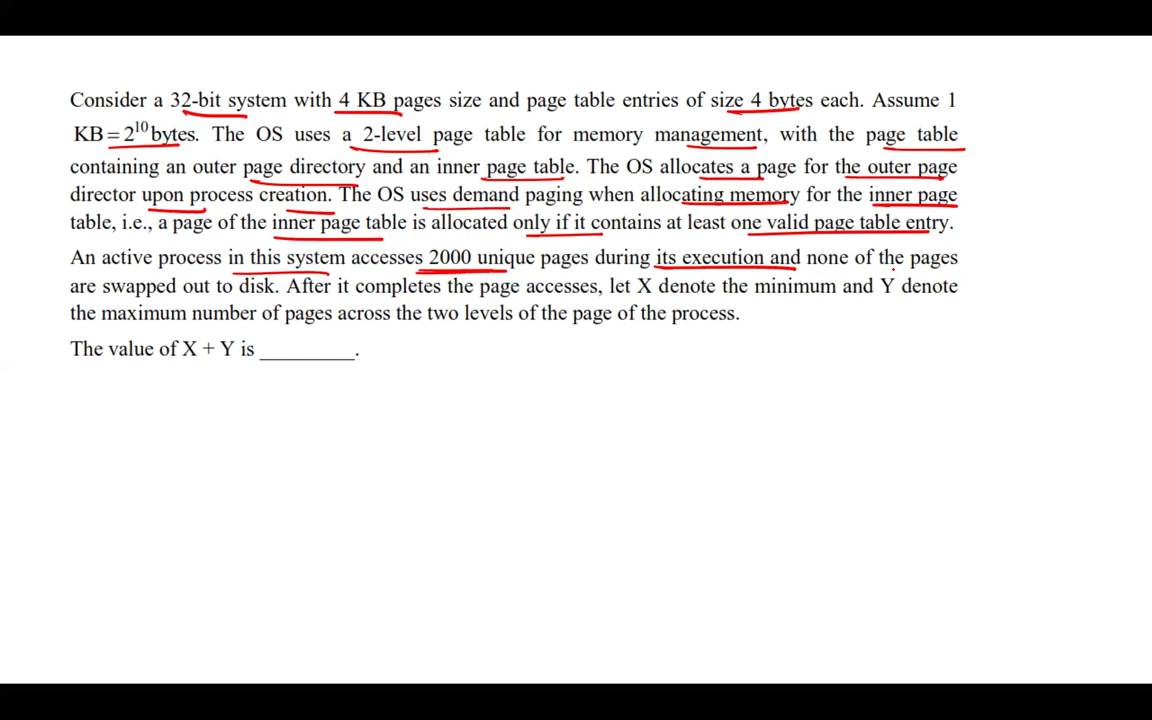 Consider a 32-bit system with 4 KB pages size and page table entries of size 4 bytes each. Assume 1
KB = 2¹⁰ bytes. The OS uses a 2-level page table for memory management, with the page table
containing an outer page directory and an inner page table. The OS allocates a page for the outer page
director upon process creation. The OS uses demand paging when allocating memory for the inner page
table, i.e., a page of the inner page table is allocated only if it contains at least one valid page table entry.
An active process in this system accesses 2000 unique pages during its execution and none of the pages
are swapped out to disk. After it completes the page accesses, let X denote the minimum and Y denote
the maximum number of pages across the two levels of the page of the process.
The value of X + Y is _________.